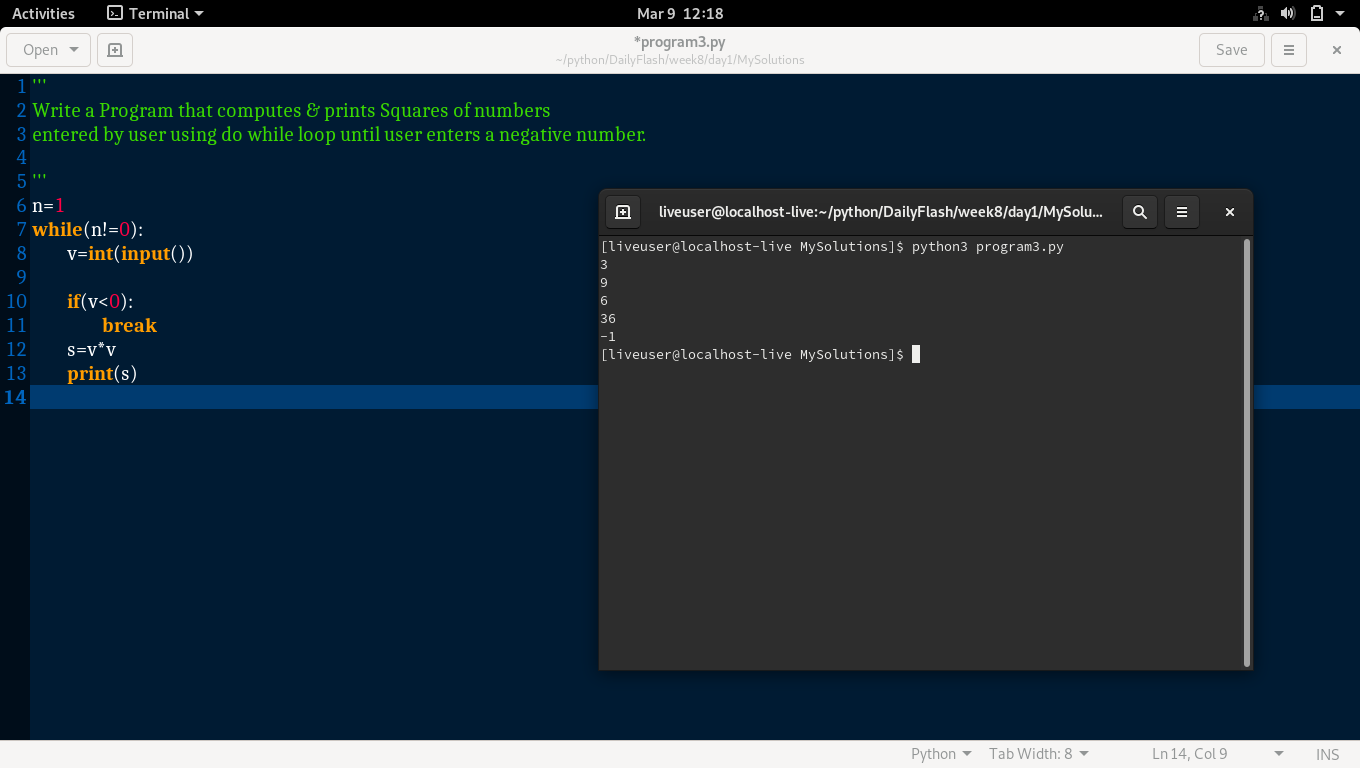 Activities Terminal Mar 9 12:18
Open *program3.py Save
~/python/DailyFlash/week8/day1/MySolutions
1 '''
2 Write a Program that computes & prints Squares of numbers
3 entered by user using do while loop until user enters a negative number.
4
5 '''
6 n=1
7 while(n!=0):
8 v=int(input())
9
10 if(v<0):
11 break
12 s=v*v
13 print(s)
14
liveuser@localhost-live:~/python/DailyFlash/week8/day1/MySolu...
[liveuser@localhost-live MySolutions]$ python3 program3.py
3
9
6
36
-1
[liveuser@localhost-live MySolutions]$
Python Tab Width: 8 Ln 14, Col 9 INS